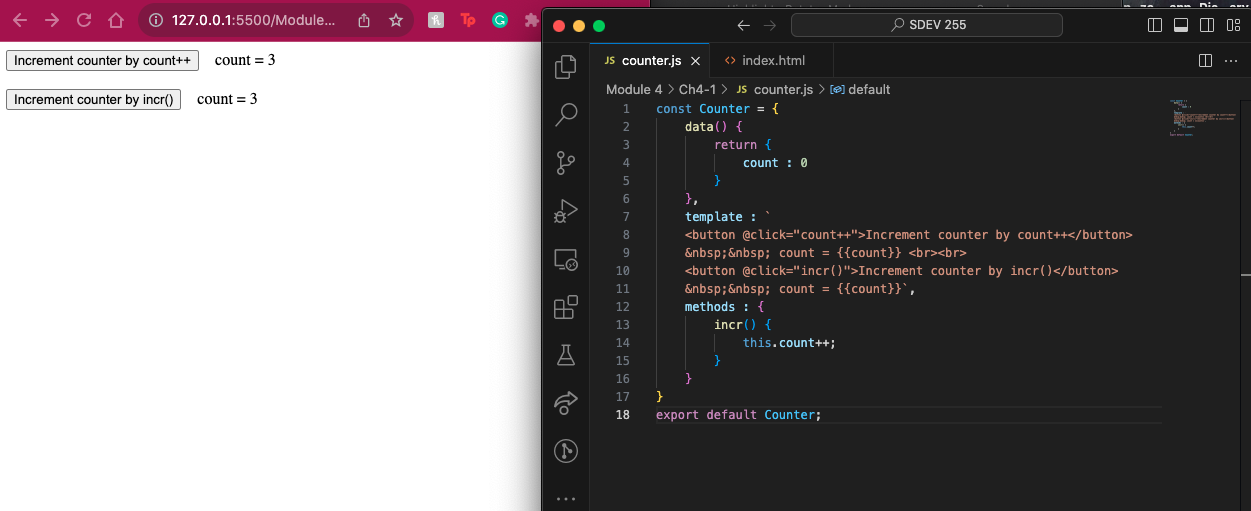 127.0.0.1:5500/Module...
Increment counter by count++ count = 3
Increment counter by incr() count = 3
SDEV 255
JS counter.js × <> index.html
Module 4 > Ch4-1 > JS counter.js > default
1 const Counter = {
2 data() {
3 return {
4 count : 0
5 }
6 },
7 template : `
8 <button @click="count++">Increment counter by count++</button>
9 &nbsp;&nbsp; count = {{count}} <br><br>
10 <button @click="incr()">Increment counter by incr()</button>
11 &nbsp;&nbsp; count = {{count}}`,
12 methods : {
13 incr() {
14 this.count++;
15 }
16 }
17 }
18 export default Counter;